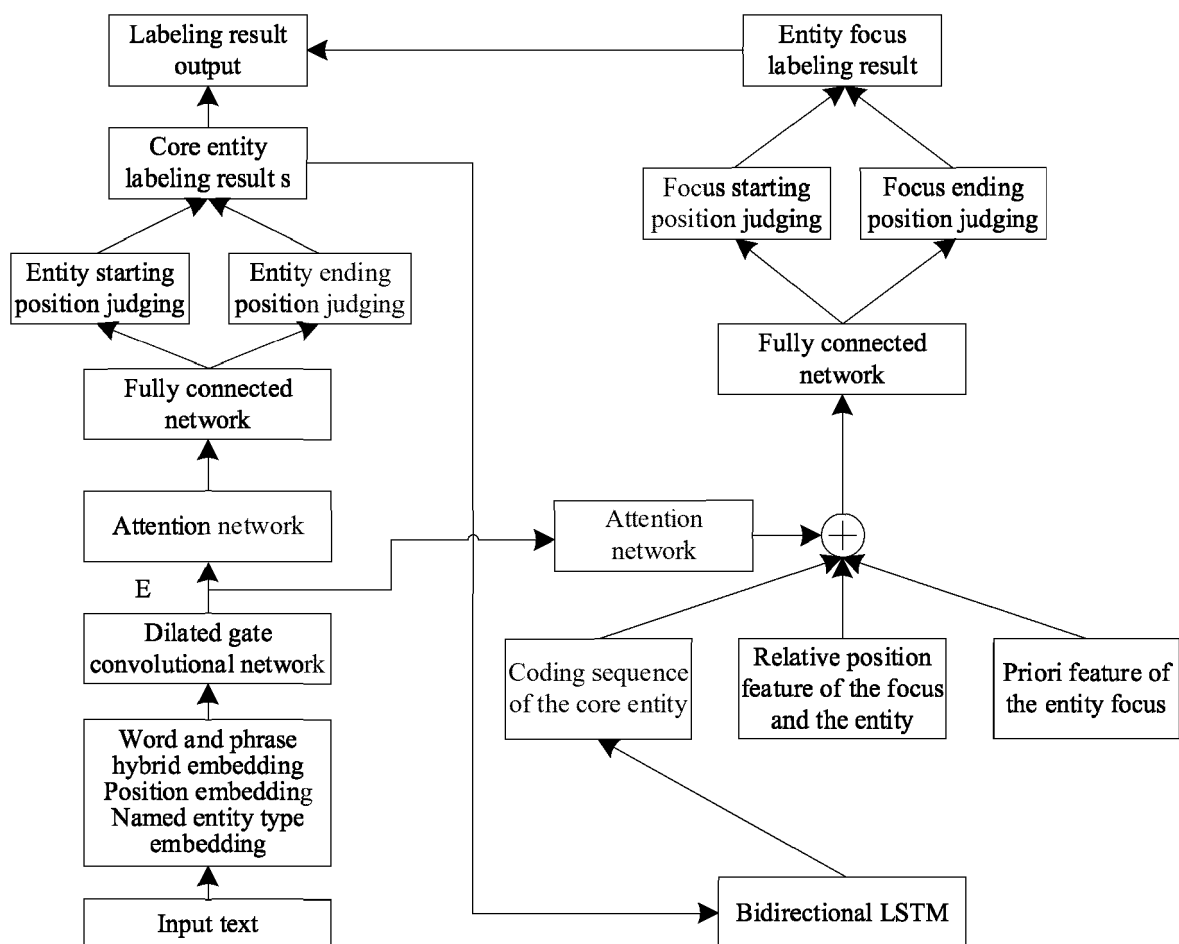 Labeling result
output
Entity focus
labeling result
Core entity
labeling result s
Focus starting
position judging
Focus ending
position judging
Entity starting
position judging
Entity ending
position judging
Fully connected
network
Fully connected
network
Attention network
Attention
network
E
Dilated gate
convolutional network
Coding sequence
of the core entity
Relative position
feature of the focus
and the entity
Priori feature of
the entity focus
Word and phrase
hybrid embedding
Position embedding
Named entity type
embedding
Input text
Bidirectional LSTM